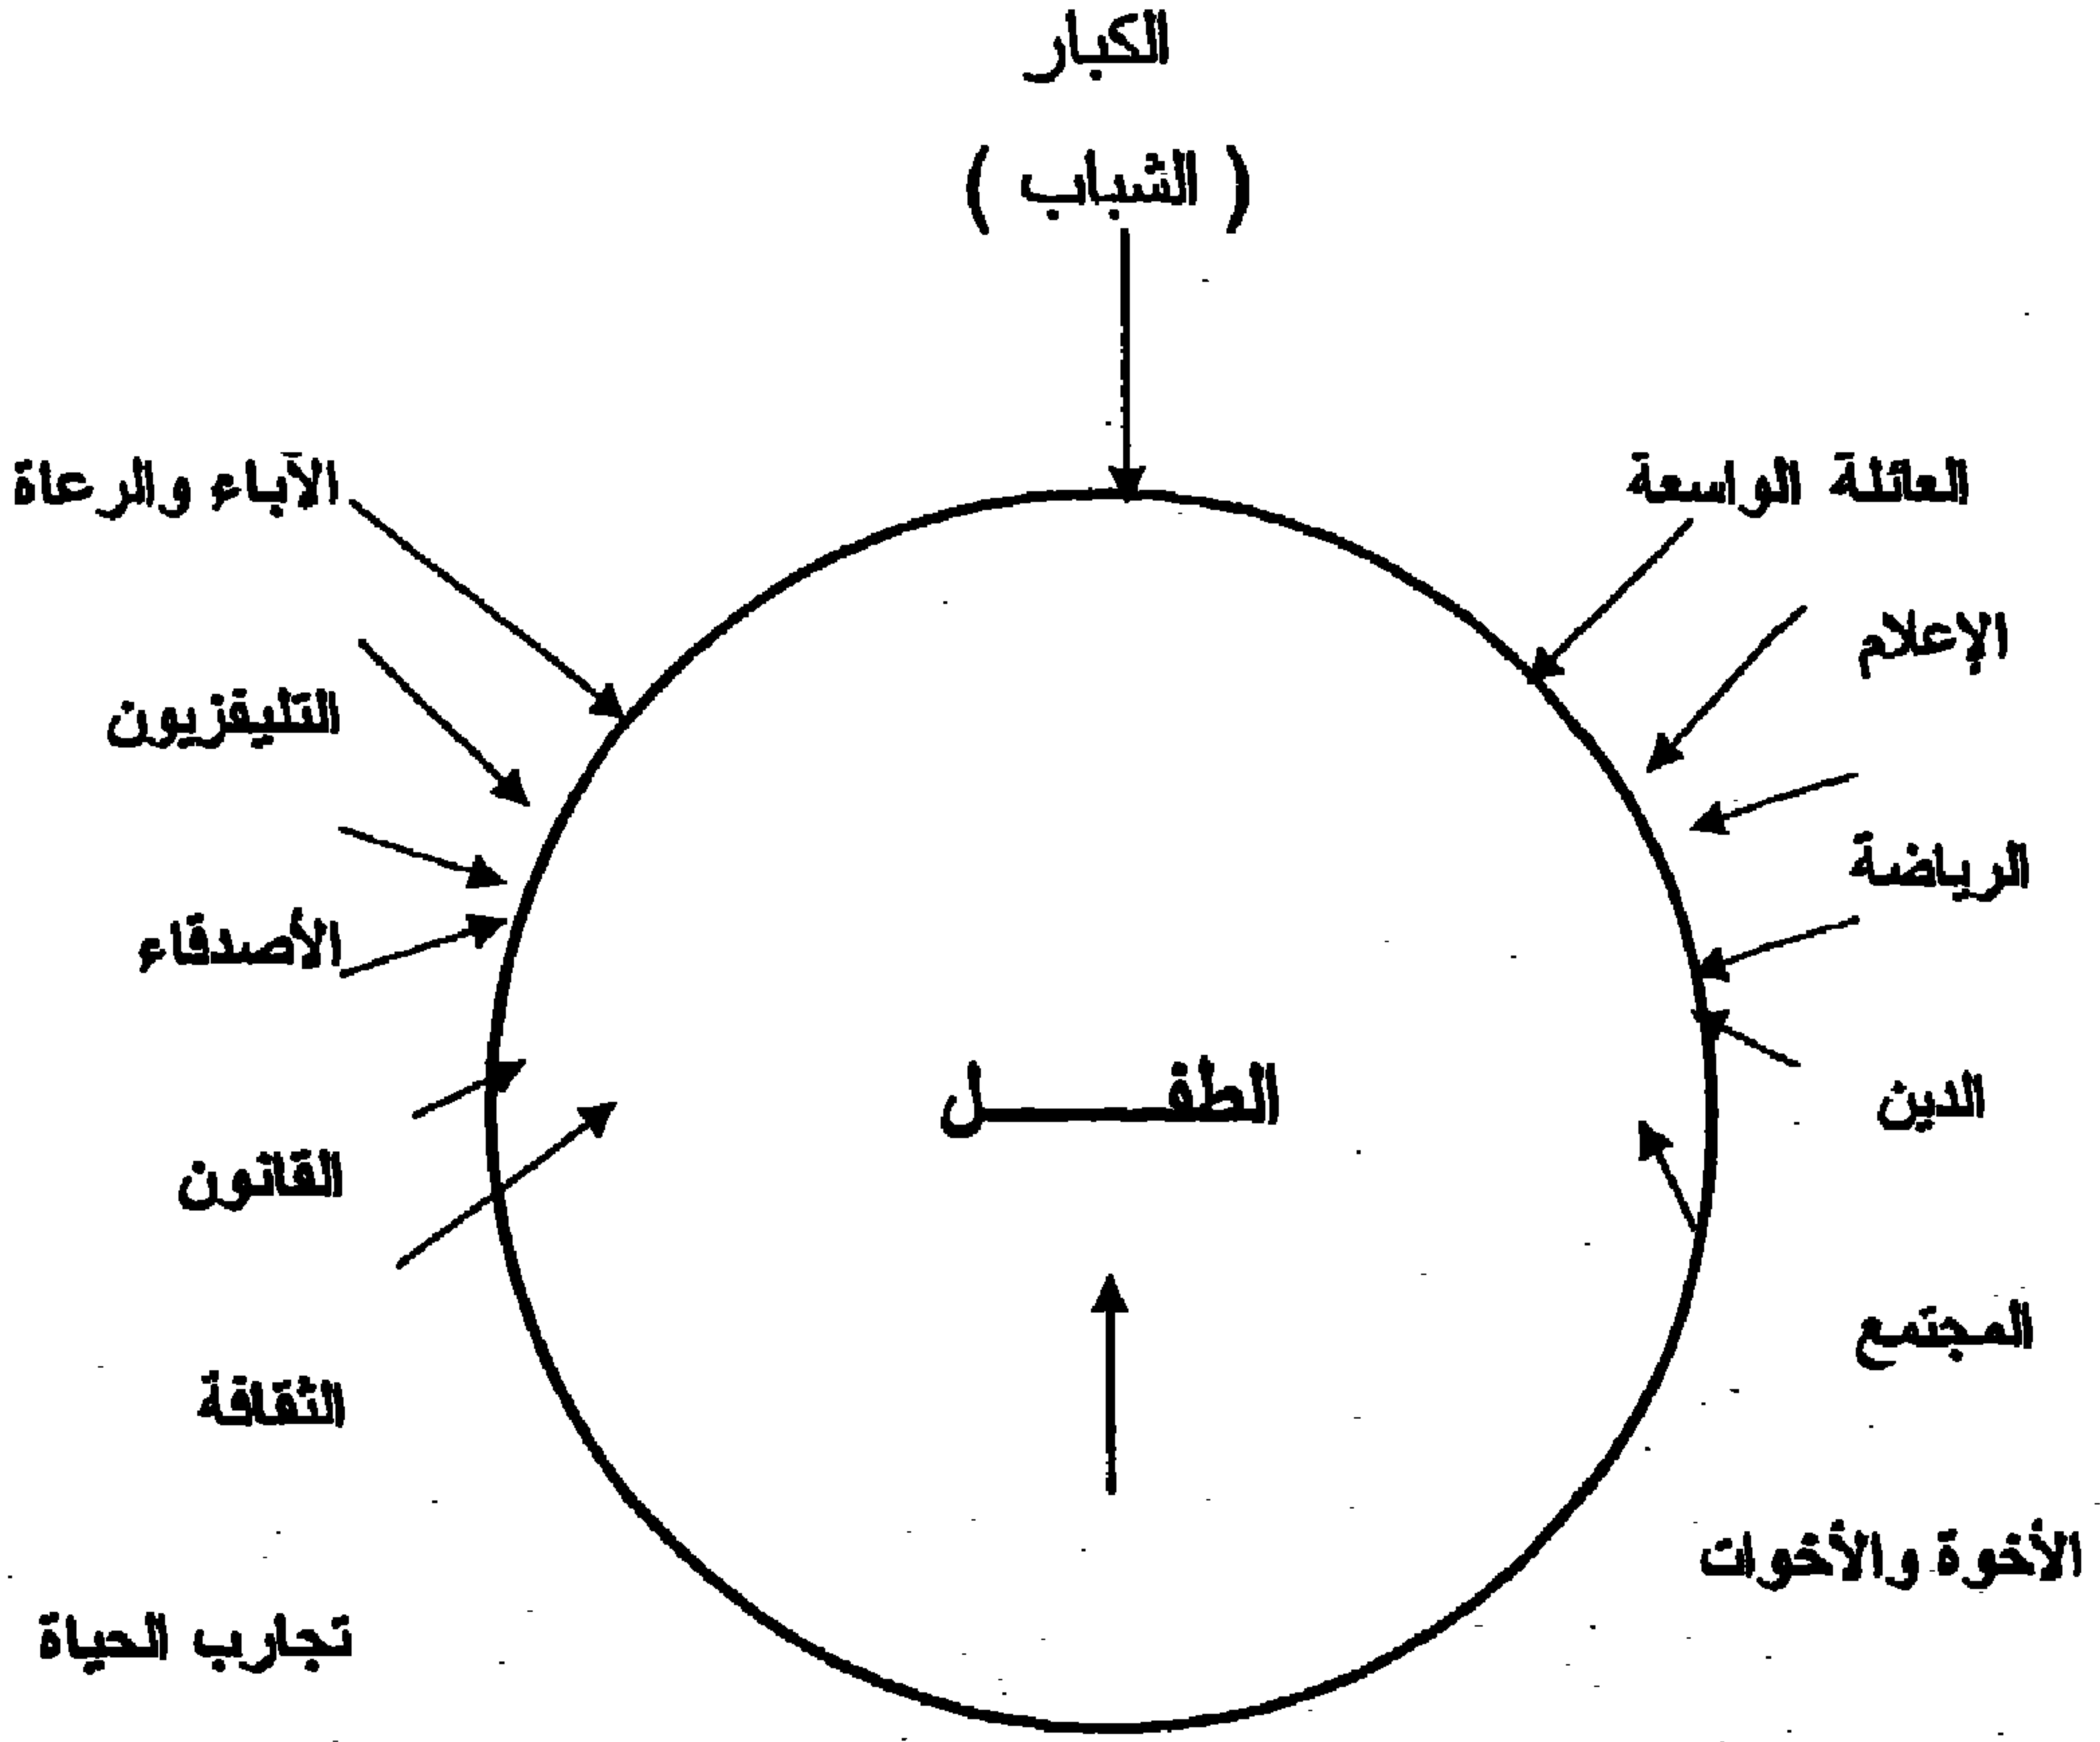 الكبار
( الشباب )
العائلة الواسعة
الآباء والرعاة
الإعلام
التليفزيون
الرياضة
الأصدقاء
الطفـــــل
الدين
القانون
المجتمع
الثقافة
الأخوة والأخوات
تجارب الحياة